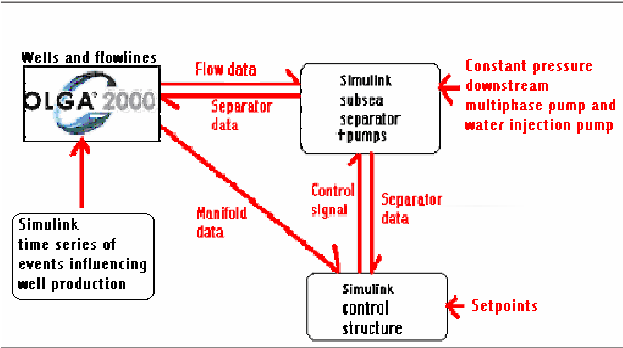 Wells and flowlines
OLGA 2000
Flow data
Separator
data
Simulink
subsea
separator
+pumps
Constant pressure
downstream
multiphase pump and
water injection pump
Manifold
data
Control
signal
Separator
data
Simulink
time series of
events influencing
well production
Simulink
control
structure
Setpoints